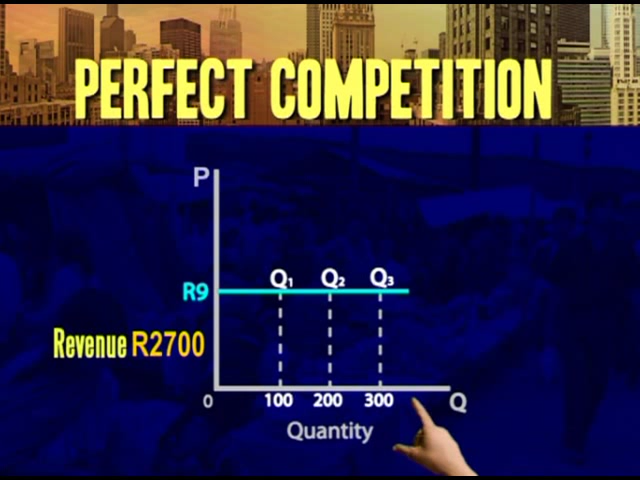 PERFECT COMPETITION
P
Q1 Q2 Q3
R9
Revenue R2700
0 100 200 300 Q
Quantity